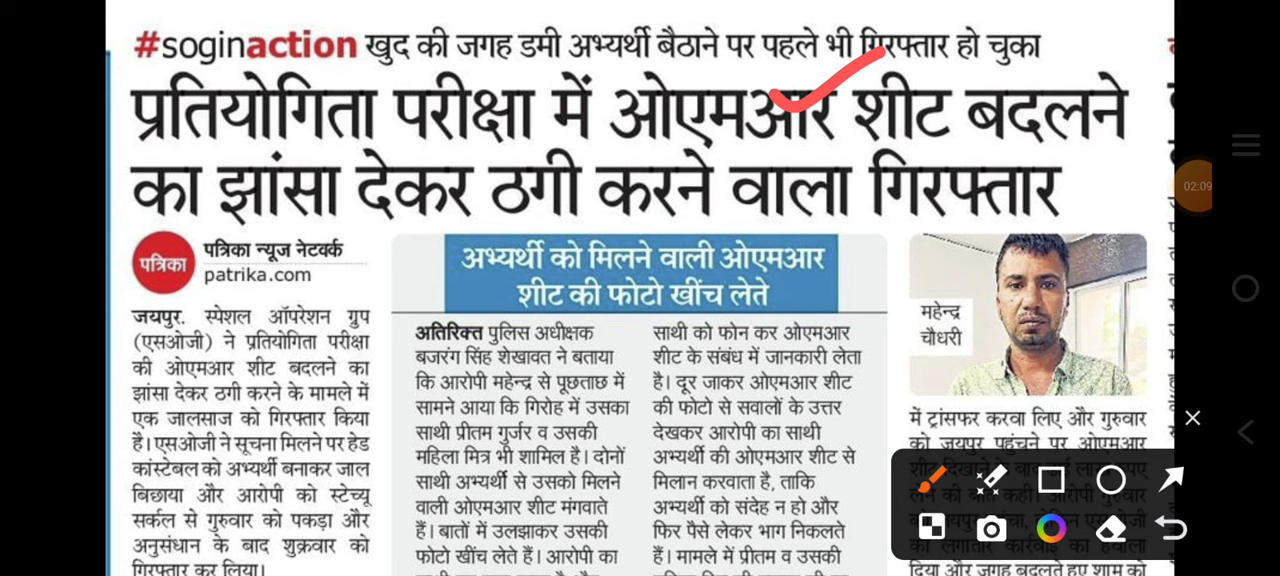 #soginaction खुद की जगह डमी अभ्यर्थी बैठाने पर पहले भी गिरफ्तार हो चुका
प्रतियोगिता परीक्षा में ओएमआर शीट बदलने
का झांसा देकर ठगी करने वाला गिरफ्तार
पत्रिका
पत्रिका न्यूज नेटवर्क
patrika.com
जयपुर. स्पेशल ऑपरेशन ग्रुप
(एसओजी) ने प्रतियोगिता परीक्षा
की ओएमआर शीट बदलने का
झांसा देकर ठगी करने के मामले में
एक जालसाज को गिरफ्तार किया
है। एसओजी ने सूचना मिलने पर हेड
कांस्टेबल को अभ्यर्थी बनाकर जाल
बिछाया और आरोपी को स्टेच्यू
सर्कल से गुरुवार को पकड़ा और
अनुसंधान के बाद शुक्रवार को
गिरफ्तार कर लिया।
अभ्यर्थी को मिलने वाली ओएमआर
शीट की फोटो खींच लेते
अतिरिक्त पुलिस अधीक्षक
बजरंग सिंह शेखावत ने बताया
कि आरोपी महेन्द्र से पूछताछ में
सामने आया कि गिरोह में उसका
साथी प्रीतम गुर्जर व उसकी
महिला मित्र भी शामिल है। दोनों
साथी अभ्यर्थी से उसको मिलने
वाली ओएमआर शीट मंगवाते
हैं। बातों में उलझाकर उसकी
फोटो खींच लेते हैं। आरोपी का
साथी को फोन कर ओएमआर
शीट के संबंध में जानकारी लेता
है। दूर जाकर ओएमआर शीट
की फोटो से सवालों के उत्तर
देखकर आरोपी का साथी
अभ्यर्थी की ओएमआर शीट से
मिलान करवाता है, ताकि
अभ्यर्थी को संदेह न हो और
फिर पैसे लेकर भाग निकलते
हैं। मामले में प्रीतम व उसकी
महेन्द्र
चौधरी
में ट्रांसफर करवा लिए और गुरुवार
को जयपुर पहुंचने पर ओएमआर
दिया और जगह बदलते हुए शाम को
02:09